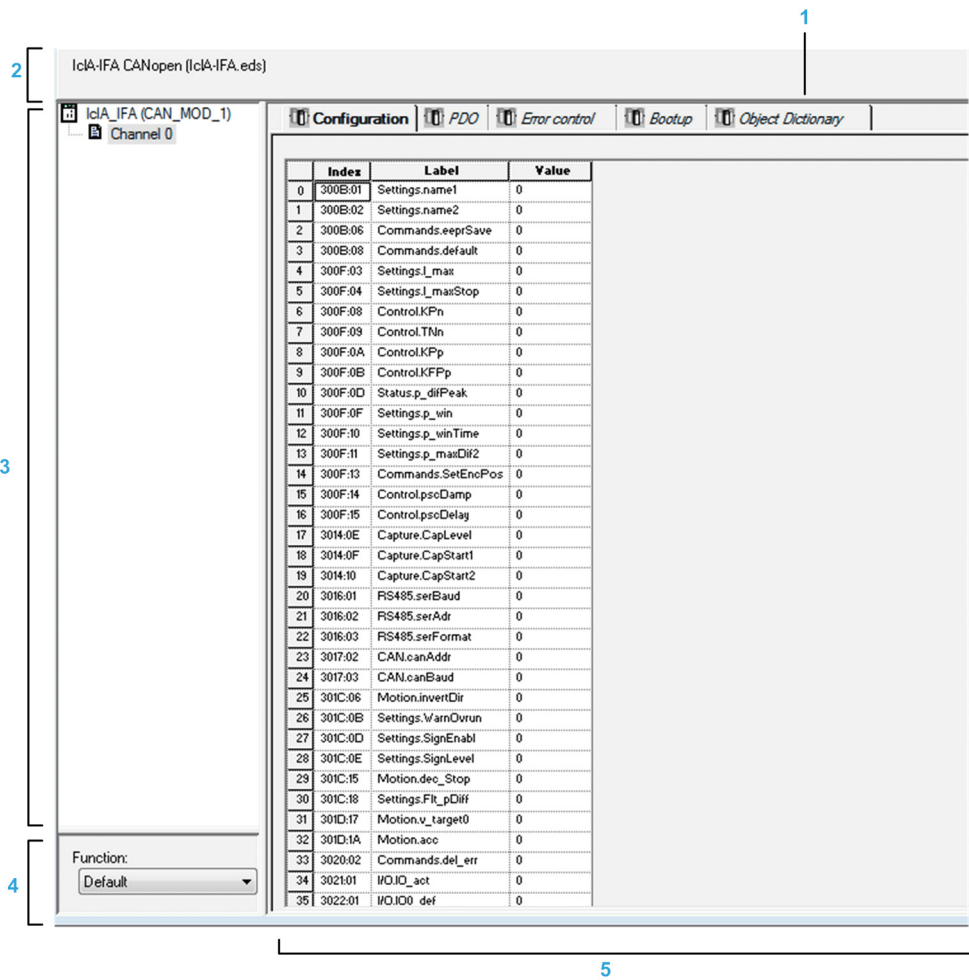 1
2
IclA-IFA CANopen (IclA-IFA.eds)
IclA_IFA (CAN_MOD_1)
Channel 0
Configuration PDO Error control Bootup Object Dictionary
Index Label Value
0 300B:01 Settings.name1 0
1 300B:02 Settings.name2 0
2 300B:06 Commands.eeprSave 0
3 300B:08 Commands.default 0
4 300F:03 Settings.I_max 0
5 300F:04 Settings.I_maxStop 0
6 300F:08 Control.KPn 0
7 300F:09 Control.TNn 0
8 300F:0A Control.KPp 0
9 300F:0B Control.KFPp 0
10 300F:0D Status.p_difPeak 0
11 300F:0F Settings.p_win 0
12 300F:10 Settings.p_winTime 0
13 300F:11 Settings.p_maxDif2 0
14 300F:13 Commands.SetEncPos 0
15 300F:14 Control.pscDamp 0
16 300F:15 Control.pscDelay 0
17 3014:0E Capture.CapLevel 0
18 3014:0F Capture.CapStart1 0
19 3014:10 Capture.CapStart2 0
20 3016:01 RS485.serBaud 0
21 3016:02 RS485.serAdr 0
22 3016:03 RS485.serFormat 0
23 3017:02 CAN.canAddr 0
24 3017:03 CAN.canBaud 0
25 301C:06 Motion.invertDir 0
26 301C:0B Settings.WarnOvrun 0
27 301C:0D Settings.SignEnabl 0
28 301C:0E Settings.SignLevel 0
29 301C:15 Motion.dec_Stop 0
30 301C:18 Settings.Flt_pDiff 0
31 301D:17 Motion.v_target0 0
32 301D:1A Motion.acc 0
33 3020:02 Commands.del_err 0
34 3021:01 I/O.IO_act 0
35 3022:01 I/O.IO0_def 0
3
Function:
Default
4
5